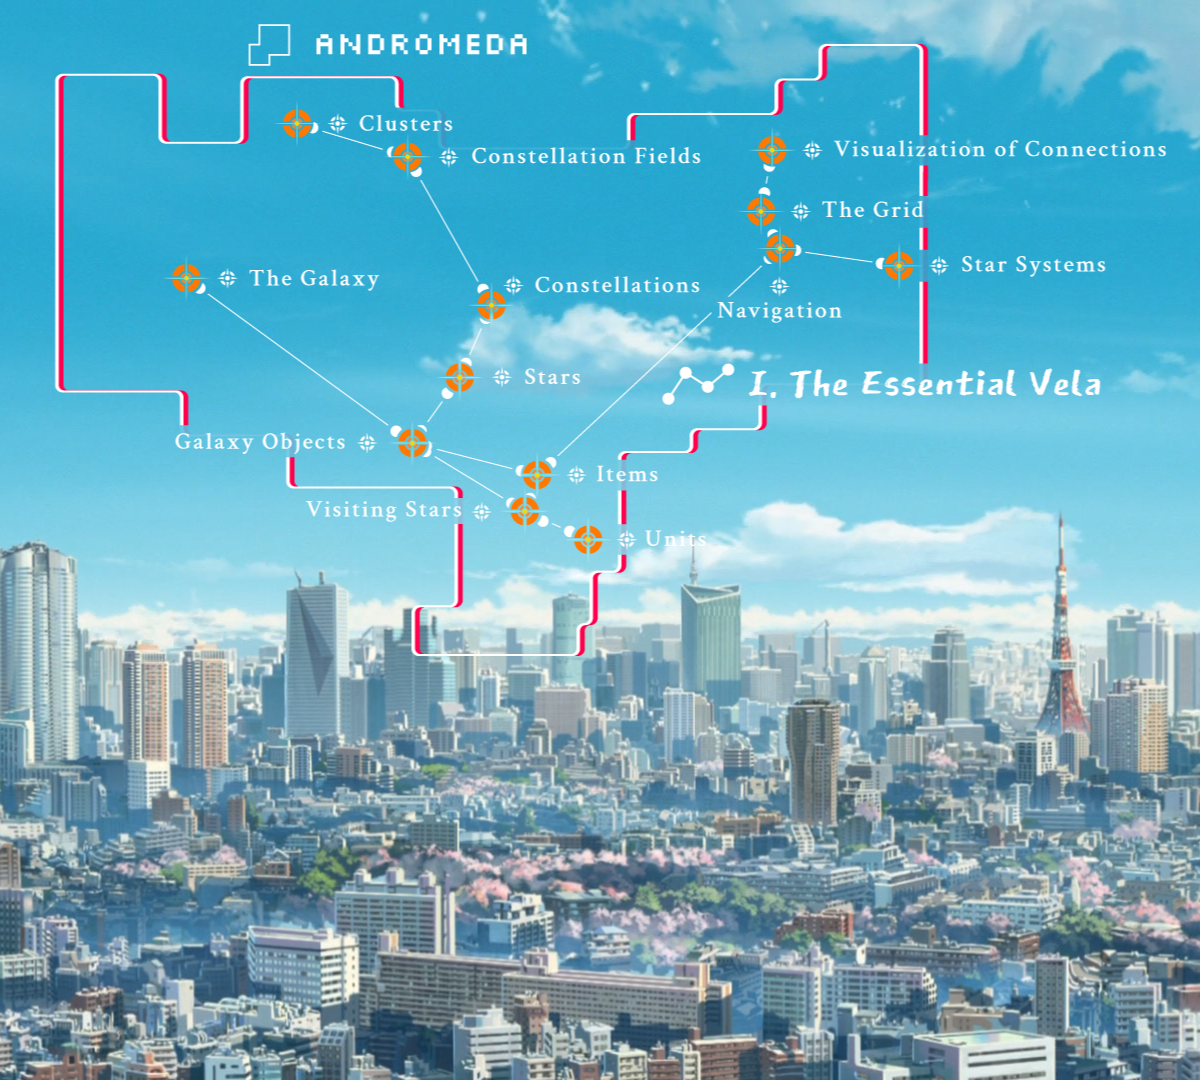 ANDROMEDA
Clusters
Constellation Fields
Visualization of Connections
The Grid
Star Systems
The Galaxy
Constellations
Navigation
Stars
I. The Essential Vela
Galaxy Objects
Items
Visiting Stars
Units